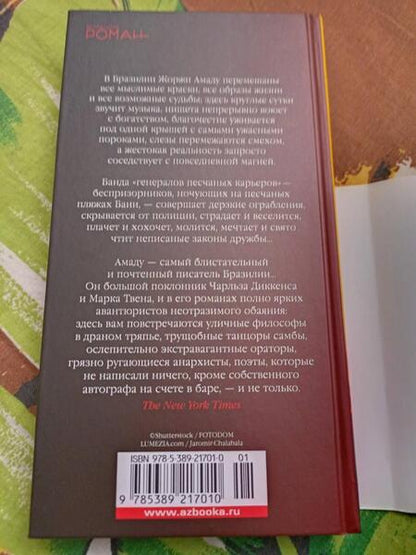 РОМАН
В Бразилии Жоржи Амаду перемешаны
все мыслимые краски, все образы жизни
и все возможные судьбы; здесь круглые сутки
звучит музыка, нищета непрерывно воюет
с богатством, благочестие уживается
под одной крышей с самыми ужасными
пороками, слезы перемежаются смехом,
а жестокая реальность запросто
соседствует с повседневной магией.
Банда «генералов песчаных карьеров» —
беспризорников, ночующих на песчаных
пляжах Баии, — совершает дерзкие ограбления,
скрывается от полиции, страдает и веселится,
плачет и хохочет, молится, мечтает и свято
чтит неписаные законы дружбы...
Амаду — самый блистательный
и почтенный писатель Бразилии...
Он большой поклонник Чарльза Диккенса
и Марка Твена, и в его романах полно ярких
авантюристов неотразимого обаяния:
здесь вам повстречаются уличные философы
в драном тряпье, трущобные танцоры самбы,
ослепительно экстравагантные ораторы,
грязно ругающиеся анархисты, поэты, которые
не написали ничего, кроме собственного
автографа на счете в баре, — и не только.
The New York Times
©Shutterstock / FOTODOM
LUMEZIA.com / Jaromir Chalabala
ISBN 978-5-389-21701-0 01
9 785389 217010
www.azbooka.ru